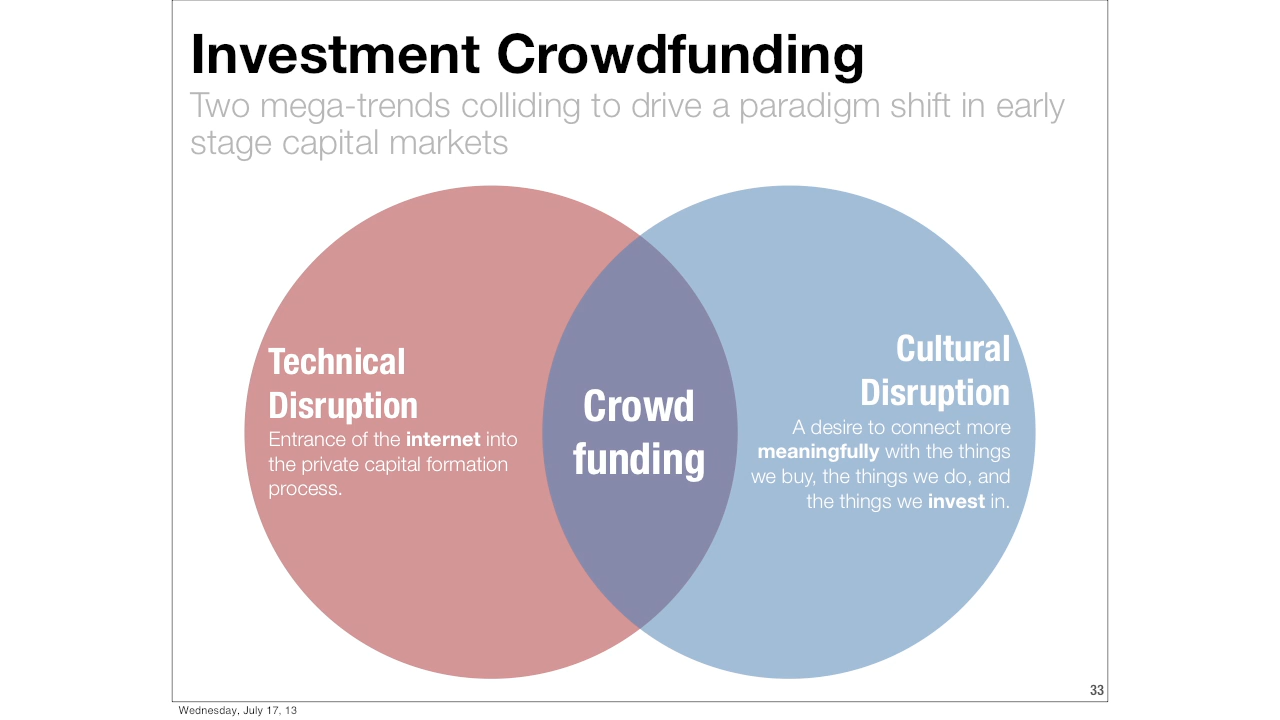 Investment Crowdfunding
Two mega-trends colliding to drive a paradigm shift in early
stage capital markets
Technical
Disruption
Entrance of the internet into
the private capital formation
process.
Crowd
funding
Cultural
Disruption
A desire to connect more
meaningfully with the things
we buy, the things we do, and
the things we invest in.
33
Wednesday, July 17, 13